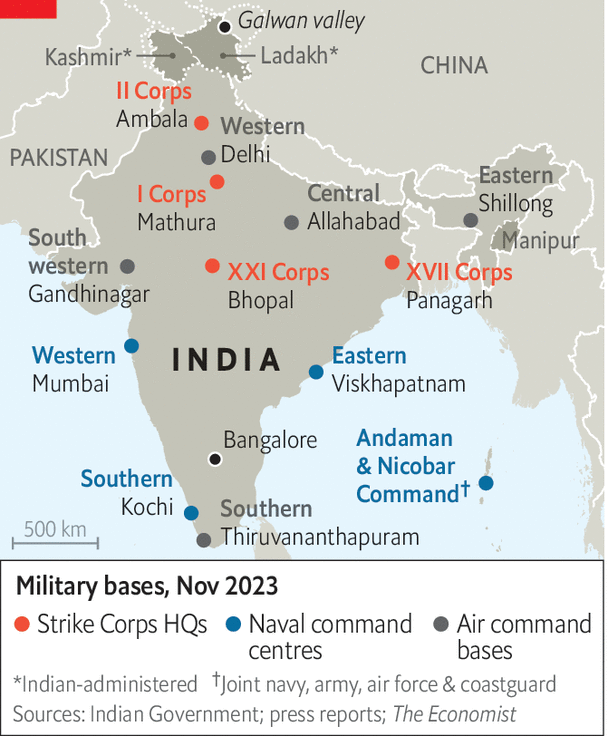 Galwan valley
Kashmir*
Ladakh*
CHINA
II Corps
Ambala
PAKISTAN
Western
Delhi
I Corps
Mathura
Central
Allahabad
Eastern
Shillong
Manipur
South
western
Gandhinagar
XXI Corps
Bhopal
XVII Corps
Panagarh
Western
Mumbai
INDIA
Eastern
Viskhapatnam
Bangalore
Andaman
& Nicobar
Command†
Southern
Kochi
Southern
Thiruvananthapuram
500 km
Military bases, Nov 2023
Strike Corps HQs
Naval command
centres
Air command
bases
*Indian-administered †Joint navy, army, air force & coastguard
Sources: Indian Government; press reports; The Economist